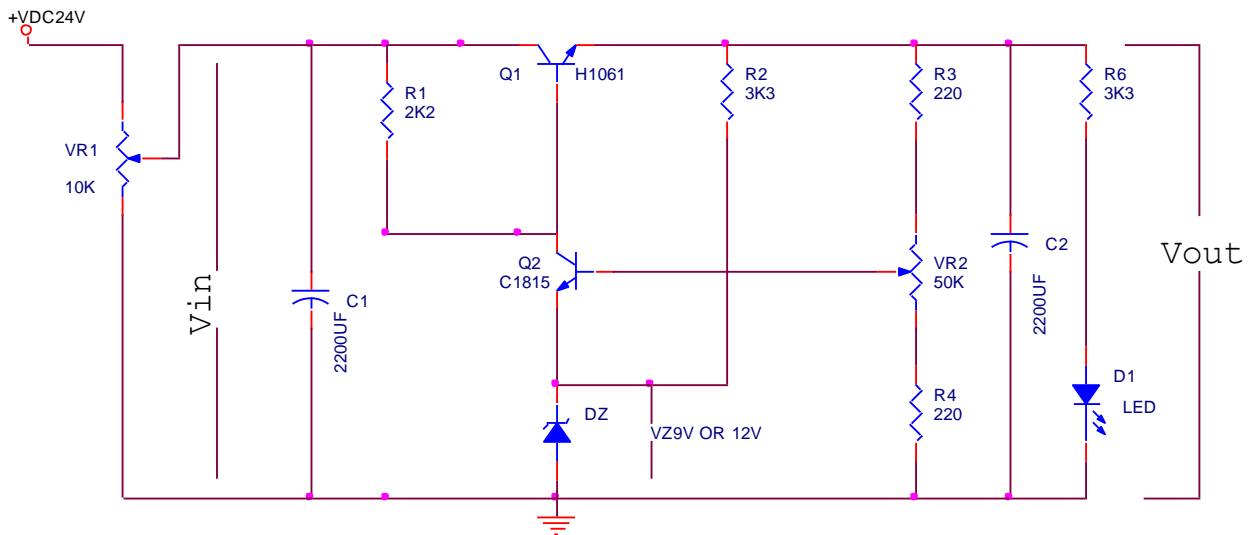 +VDC24V
VR1
10K
Vin
C1
2200UF
R1
2K2
Q1
H1061
Q2
C1815
DZ
VZ9V OR 12V
R2
3K3
R3
220
VR2
50K
R4
220
C2
2200UF
R6
3K3
D1
LED
Vout